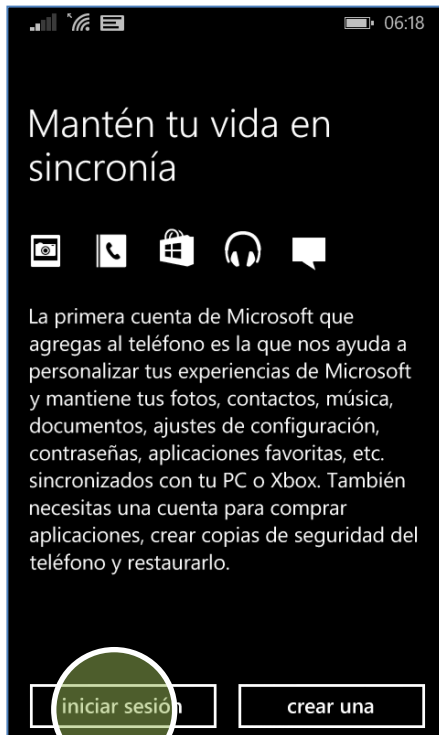 06:18
Mantén tu vida en
sincronía
La primera cuenta de Microsoft que
agregas al teléfono es la que nos ayuda a
personalizar tus experiencias de Microsoft
y mantiene tus fotos, contactos, música,
documentos, ajustes de configuración,
contraseñas, aplicaciones favoritas, etc.
sincronizados con tu PC o Xbox. También
necesitas una cuenta para comprar
aplicaciones, crear copias de seguridad del
teléfono y restaurarlo.
iniciar sesión crear una